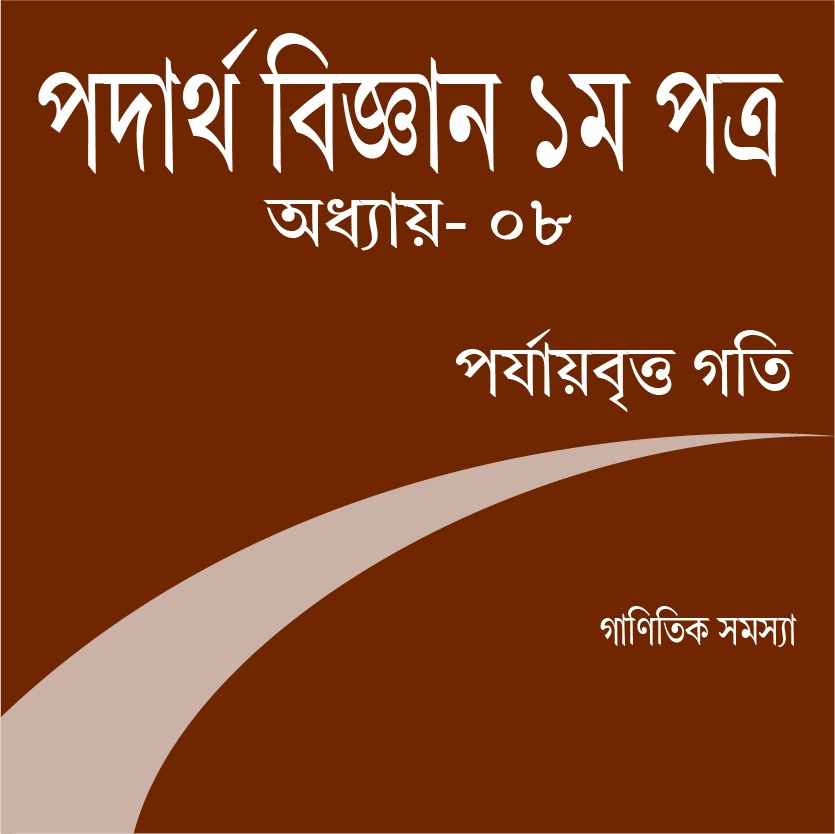 পদার্থ বিজ্ঞান ১ম পত্র
অধ্যায়- ০৮
পর্যায়বৃত্ত গতি
গাণিতিক সমস্যা